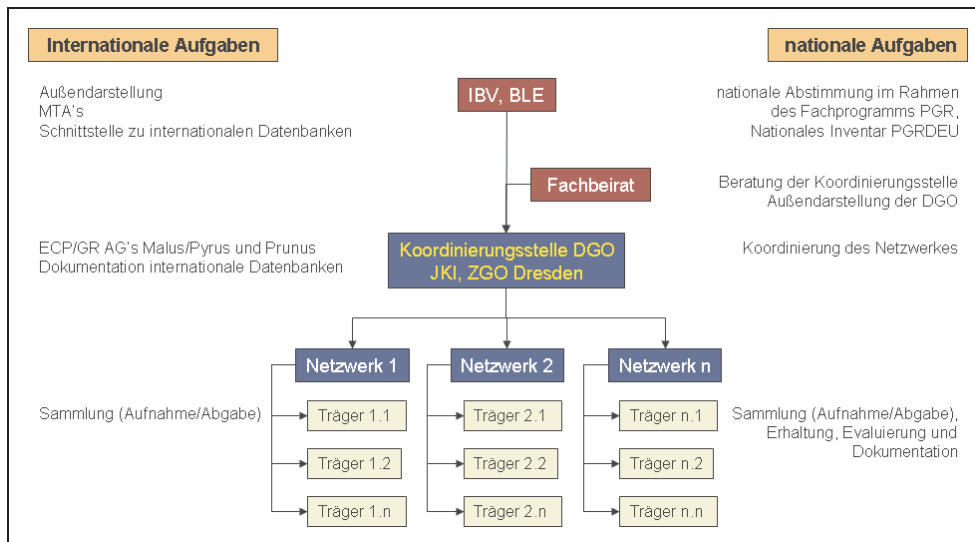 Internationale Aufgaben
nationale Aufgaben
Außendarstellung
MTA's
Schnittstelle zu internationalen Datenbanken
IBV, BLE
nationale Abstimmung im Rahmen
des Fachprogramms PGR,
Nationales Inventar PGRDEU
Fachbeirat
Beratung der Koordinierungsstelle
Außendarstellung der DGO
ECP/GR AG's Malus/Pyrus und Prunus
Dokumentation internationale Datenbanken
Koordinierungsstelle DGO
JKI, ZGO Dresden
Koordinierung des Netzwerkes
Netzwerk 1
Netzwerk 2
Netzwerk n
Sammlung (Aufnahme/Abgabe)
Träger 1.1
Träger 2.1
Träger n.1
Sammlung (Aufnahme/Abgabe),
Erhaltung, Evaluierung und
Dokumentation
Träger 1.2
Träger 2.2
Träger n.2
Träger 1.n
Träger 2.n
Träger n.n